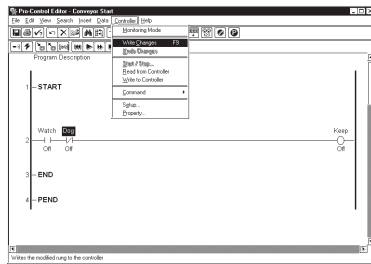 Pro-Control Editor - Conveyor Start
File Edit View Search Insert Data Controller Help
Monitoring Mode
Write Changes F9
Undo Changes
Start / Stop...
Read from Controller
Write to Controller
Command
Setup...
Property...
Program Description
1 START
Watch Dog Keep
2
Off Off Off
3 END
4 PEND
Writes the modified rung to the controller